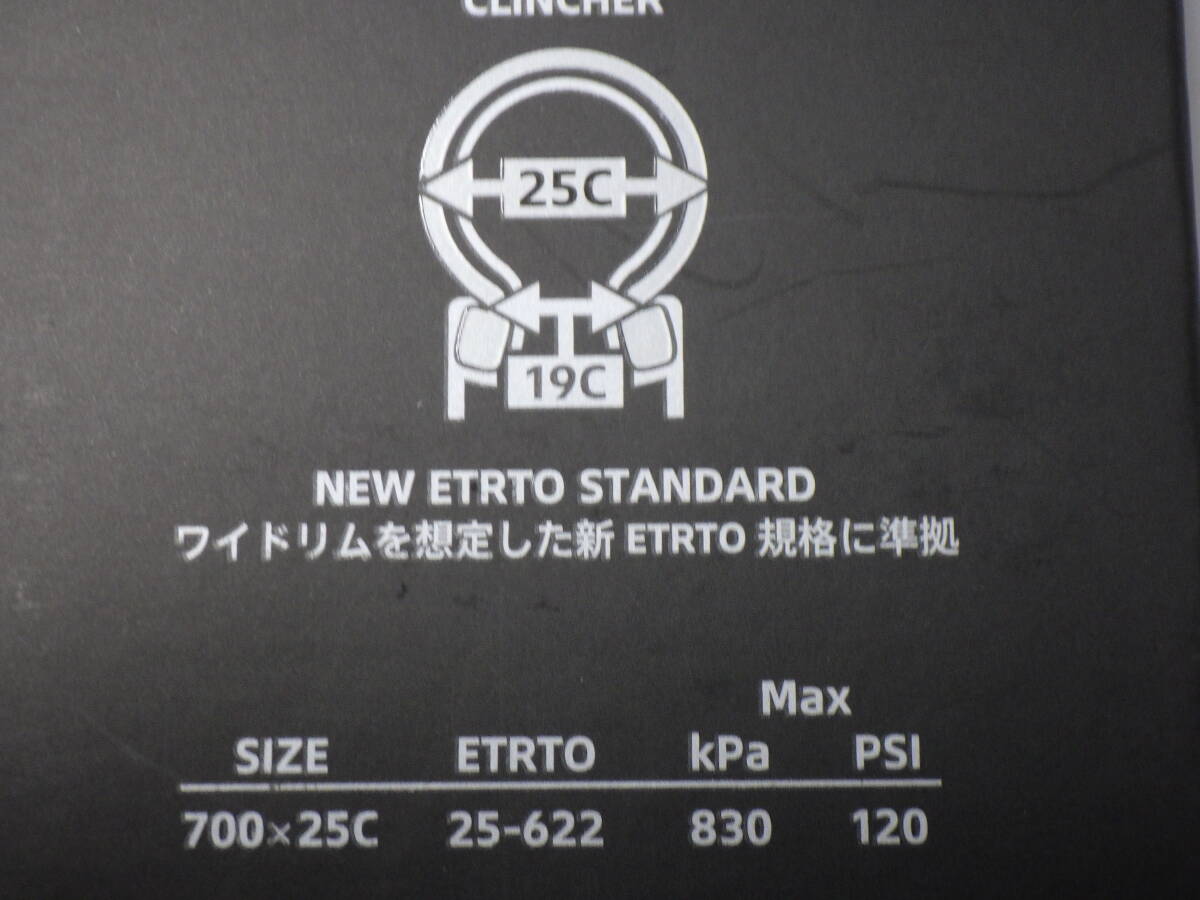 CLINCHER
25C
19C
NEW ETRTO STANDARD
ワイドリムを想定した新 ETRTO 規格に準拠
Max
SIZE ETRTO kPa PSI
700×25C 25-622 830 120